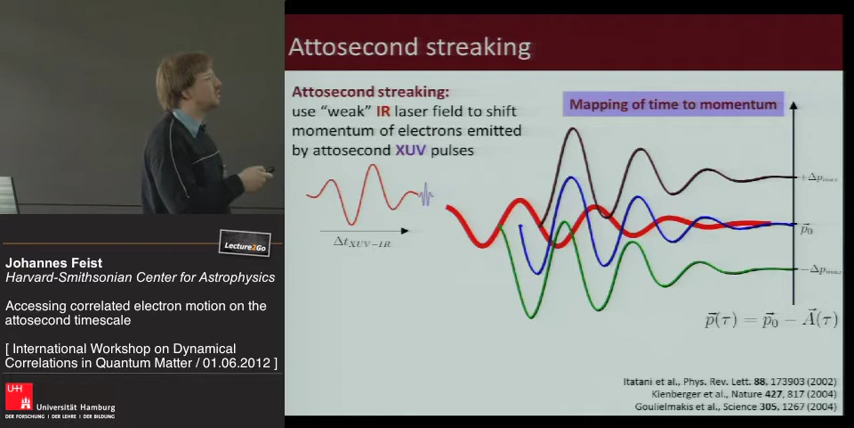 Attosecond streaking
Attosecond streaking:
use “weak” IR laser field to shift
momentum of electrons emitted
by attosecond XUV pulses
Mapping of time to momentum
+Δp_max
p⃗₀
−Δp_max
Δt_XUV−IR
p⃗(τ) = p⃗₀ − A⃗(τ)
Itatani et al., Phys. Rev. Lett. 88, 173903 (2002)
Kienberger et al., Nature 427, 817 (2004)
Goulielmakis et al., Science 305, 1267 (2004)
Lecture2Go
Johannes Feist
Harvard-Smithsonian Center for Astrophysics
Accessing correlated electron motion on the
attosecond timescale
[ International Workshop on Dynamical
Correlations in Quantum Matter / 01.06.2012 ]
UH
Universität Hamburg
DER FORSCHUNG | DER LEHRE | DER BILDUNG